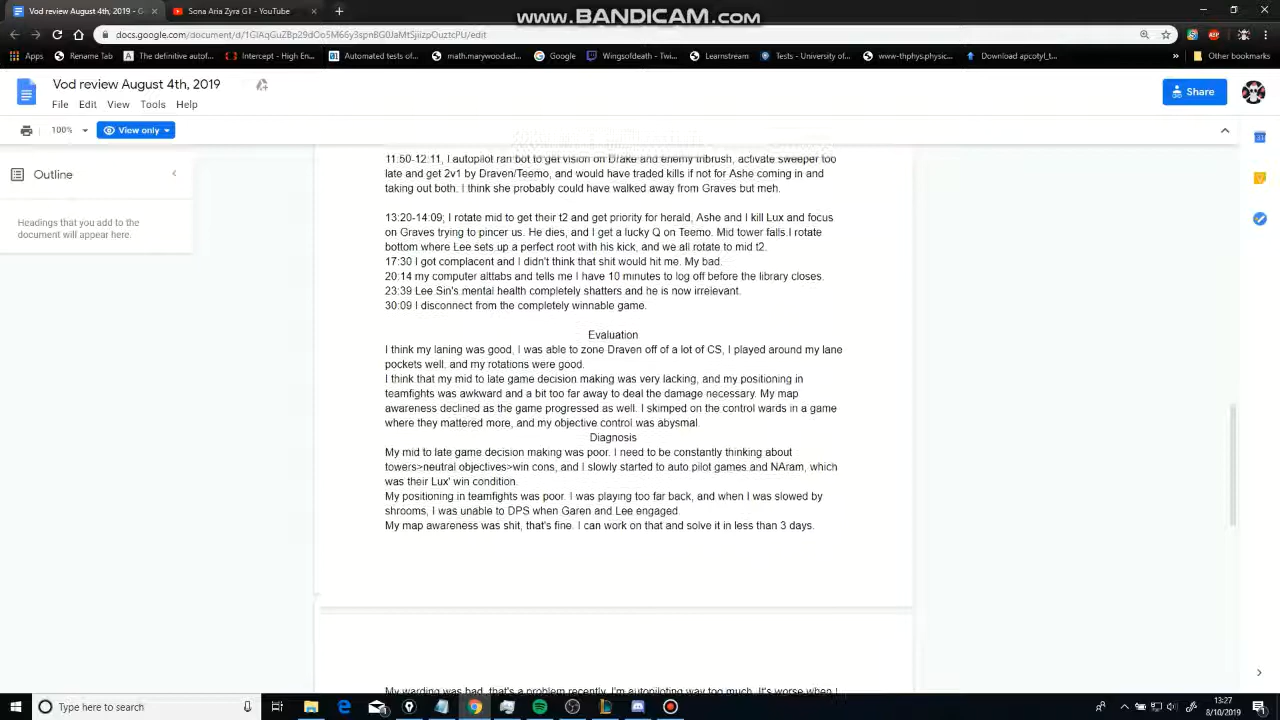 www.BANDICAM.com
Vod review August 4th, 2019 - G
Sona Aria Zyra G1 - YouTube
docs.google.com/document/d/1GIAqGuZBp29dOo5M66y3spnBG0JaMtSjiizpOuztcPU/edit
Apps
Rename Tab
The definitive autof...
Intercept - High En...
Automated tests of...
math.marywood.ed...
Google
Wingsofdeath - Twi...
Learnstream
Tests - University of...
www-thphys.physic...
Download apcotyl_t...
Other bookmarks
Vod review August 4th, 2019
File Edit View Tools Help
Share
100%
View only
Outline
Headings that you add to the
document will appear here.
11:50-12:11, I autopilot ran bot to get vision on Drake and enemy tribrush, activate sweeper too
late and get 2v1 by Draven/Teemo, and would have traded kills if not for Ashe coming in and
taking out both. I think she probably could have walked away from Graves but meh.
13:20-14:09; I rotate mid to get their t2 and get priority for herald, Ashe and I kill Lux and focus
on Graves trying to pincer us. He dies, and I get a lucky Q on Teemo. Mid tower falls.I rotate
bottom where Lee sets up a perfect root with his kick, and we all rotate to mid t2.
17:30 I got complacent and I didn't think that shit would hit me. My bad.
20:14 my computer alttabs and tells me I have 10 minutes to log off before the library closes.
23:39 Lee Sin's mental health completely shatters and he is now irrelevant.
30:09 I disconnect from the completely winnable game.
Evaluation
I think my laning was good, I was able to zone Draven off of a lot of CS, I played around my lane
pockets well, and my rotations were good.
I think that my mid to late game decision making was very lacking, and my positioning in
teamfights was awkward and a bit too far away to deal the damage necessary. My map
awareness declined as the game progressed as well. I skimped on the control wards in a game
where they mattered more, and my objective control was abysmal.
Diagnosis
My mid to late game decision making was poor. I need to be constantly thinking about
towers>neutral objectives>win cons, and I slowly started to auto pilot games and NAram, which
was their Lux' win condition.
My positioning in teamfights was poor. I was playing too far back, and when I was slowed by
shrooms, I was unable to DPS when Garen and Lee engaged.
My map awareness was shit, that's fine. I can work on that and solve it in less than 3 days.
My warding was bad, that's a problem recently. I'm autopiloting way too much. It's worse when I
Type here to search
13:27
8/10/2019